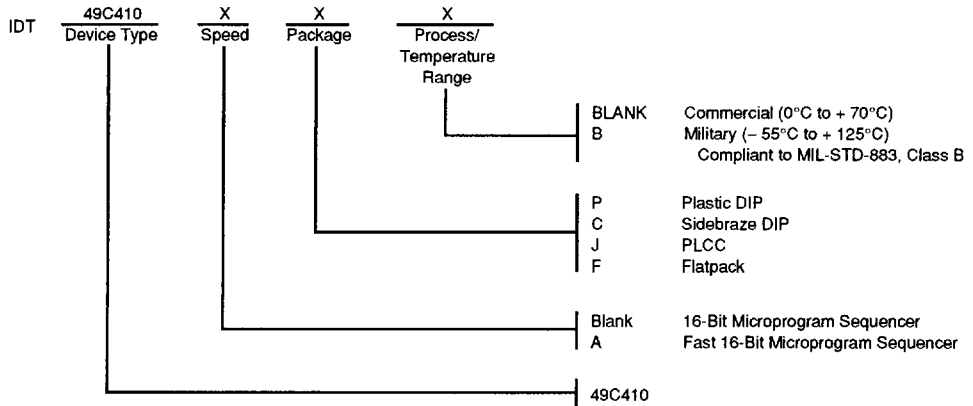 IDT 49C410 X X X
Device Type Speed Package Process/
Temperature
Range
BLANK Commercial (0°C to + 70°C)
B Military (– 55°C to + 125°C)
Compliant to MIL-STD-883, Class B
P Plastic DIP
C Sidebraze DIP
J PLCC
F Flatpack
Blank 16-Bit Microprogram Sequencer
A Fast 16-Bit Microprogram Sequencer
49C410